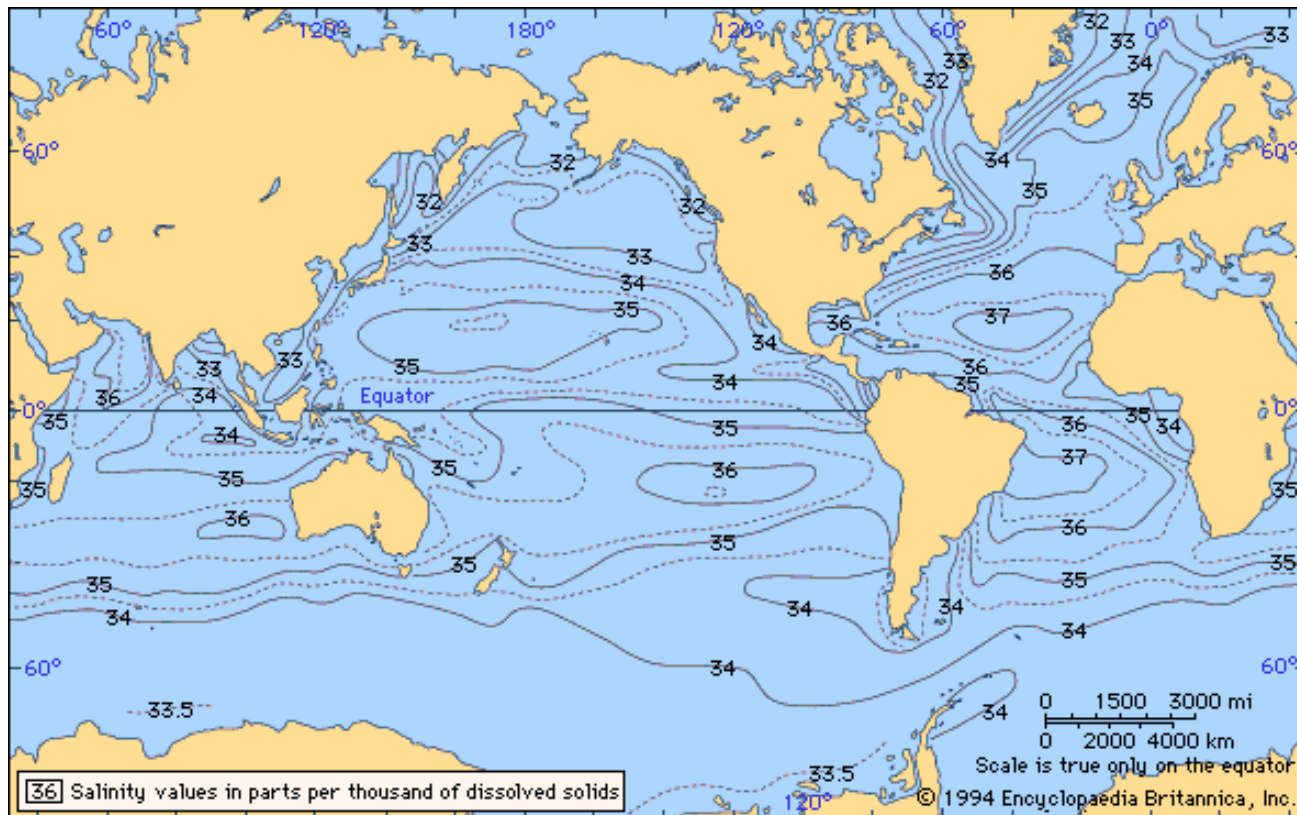 60° 120° 180° 120° 60° 0°
32 33 34 35
33
33 32
60° 60°
32 32
34 35
32 32
33 33 36
34
35 37
36
34
33 33
35 34 36
35
36 34
Equator
0° 0°
35 35 36 35 34
34
35 35 36 37
35 35
36 36
35 35 35 35 35
34 34 34 34
60° 34 60°
33.5 34
0 1500 3000 mi
0 2000 4000 km
33.5
Scale is true only on the equator
36 Salinity values in parts per thousand of dissolved solids
120°
© 1994 Encyclopaedia Britannica, Inc.